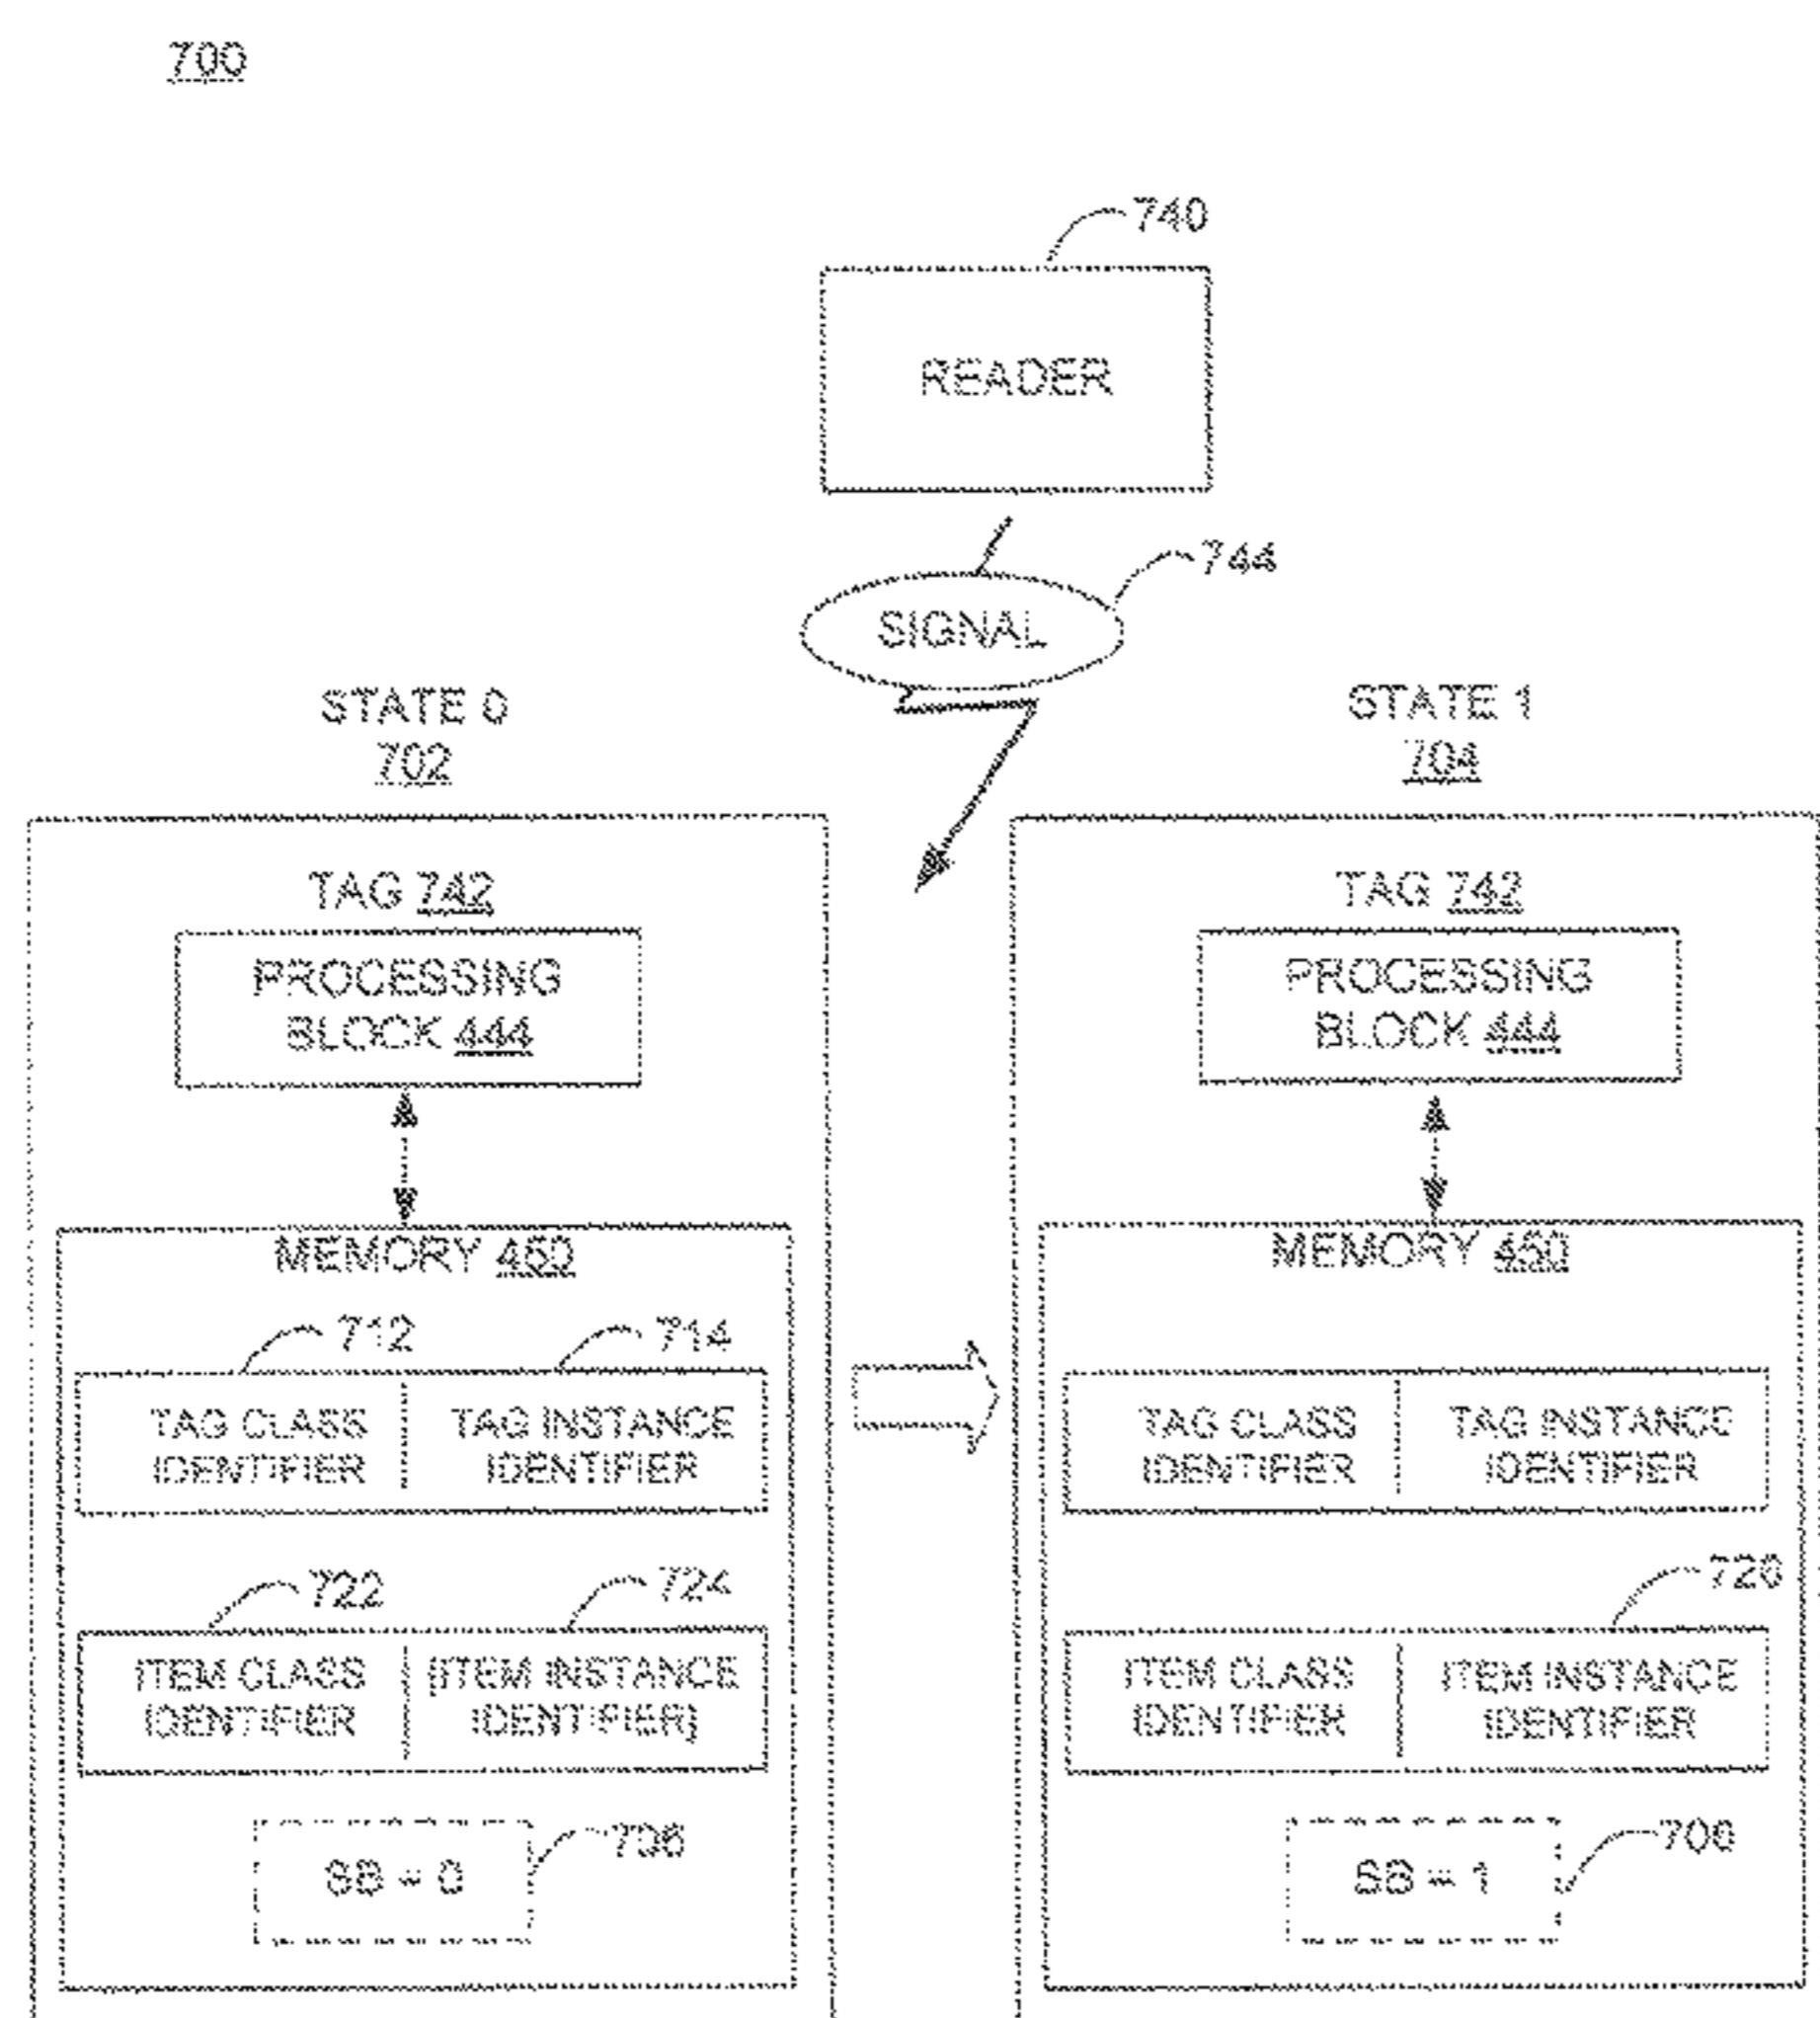 700
740
READER
744
SIGNAL
STATE 0
702
STATE 1
704
TAG 742
PROCESSING
BLOCK 444
TAG 742
PROCESSING
BLOCK 444
MEMORY 450
712
714
TAG CLASS
IDENTIFIER
TAG INSTANCE
IDENTIFIER
722
724
ITEM CLASS
IDENTIFIER
[ITEM INSTANCE
IDENTIFIER]
SB = 0
706
MEMORY 450
TAG CLASS
IDENTIFIER
TAG INSTANCE
IDENTIFIER
726
ITEM CLASS
IDENTIFIER
ITEM INSTANCE
IDENTIFIER
SB = 1
706